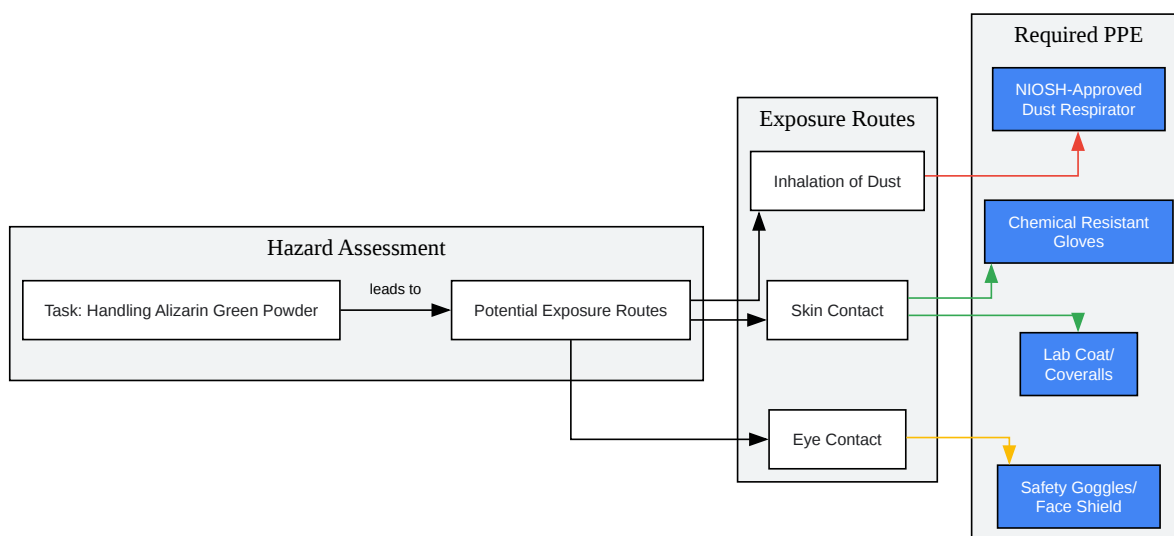 Required PPE
NIOSH-Approved
Dust Respirator
Exposure Routes
Inhalation of Dust
Chemical Resistant
Gloves
Hazard Assessment
Task: Handling Alizarin Green Powder
leads to
Potential Exposure Routes
Skin Contact
Lab Coat/
Coveralls
Eye Contact
Safety Goggles/
Face Shield